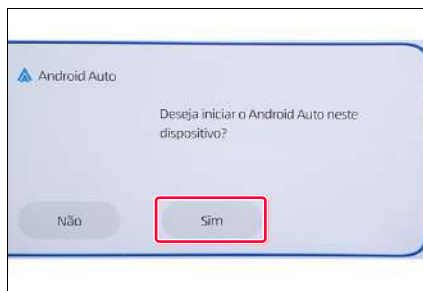 Android Auto
Deseja iniciar o Android Auto neste
dispositivo?
Não
Sim